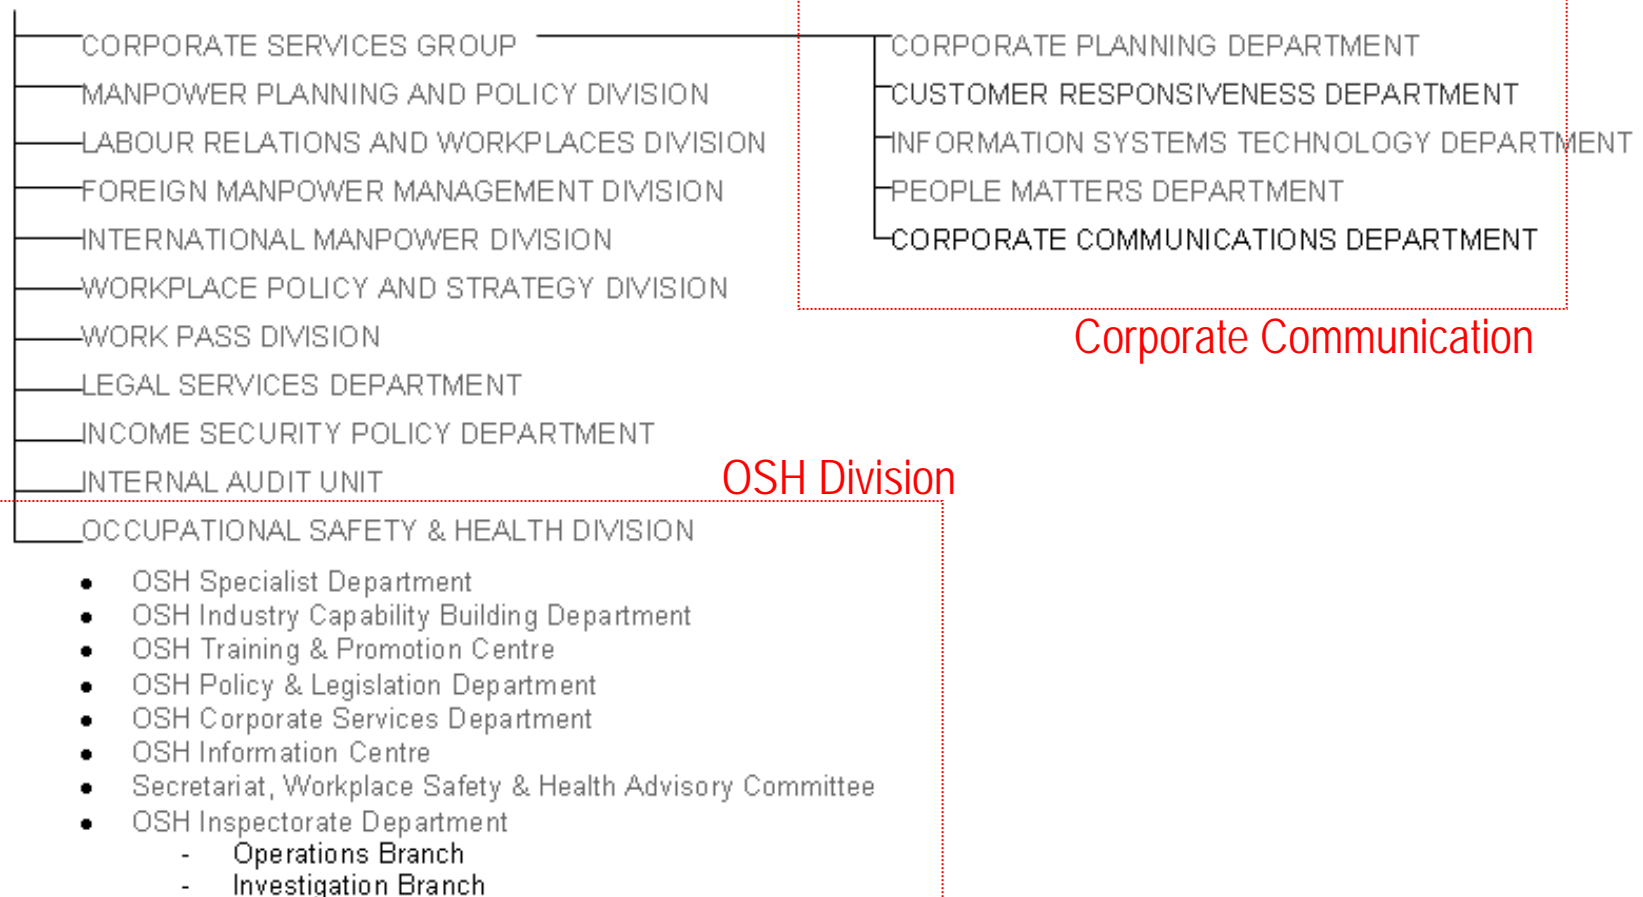 CORPORATE SERVICES GROUP
MANPOWER PLANNING AND POLICY DIVISION
LABOUR RELATIONS AND WORKPLACES DIVISION
FOREIGN MANPOWER MANAGEMENT DIVISION
INTERNATIONAL MANPOWER DIVISION
WORKPLACE POLICY AND STRATEGY DIVISION
WORK PASS DIVISION
LEGAL SERVICES DEPARTMENT
INCOME SECURITY POLICY DEPARTMENT
INTERNAL AUDIT UNIT
CORPORATE PLANNING DEPARTMENT
CUSTOMER RESPONSIVENESS DEPARTMENT
INFORMATION SYSTEMS TECHNOLOGY DEPARTMENT
PEOPLE MATTERS DEPARTMENT
CORPORATE COMMUNICATIONS DEPARTMENT
Corporate Communication
OSH Division
OCCUPATIONAL SAFETY & HEALTH DIVISION
• OSH Specialist Department
• OSH Industry Capability Building Department
• OSH Training & Promotion Centre
• OSH Policy & Legislation Department
• OSH Corporate Services Department
• OSH Information Centre
• Secretariat, Workplace Safety & Health Advisory Committee
• OSH Inspectorate Department
- Operations Branch
- Investigation Branch